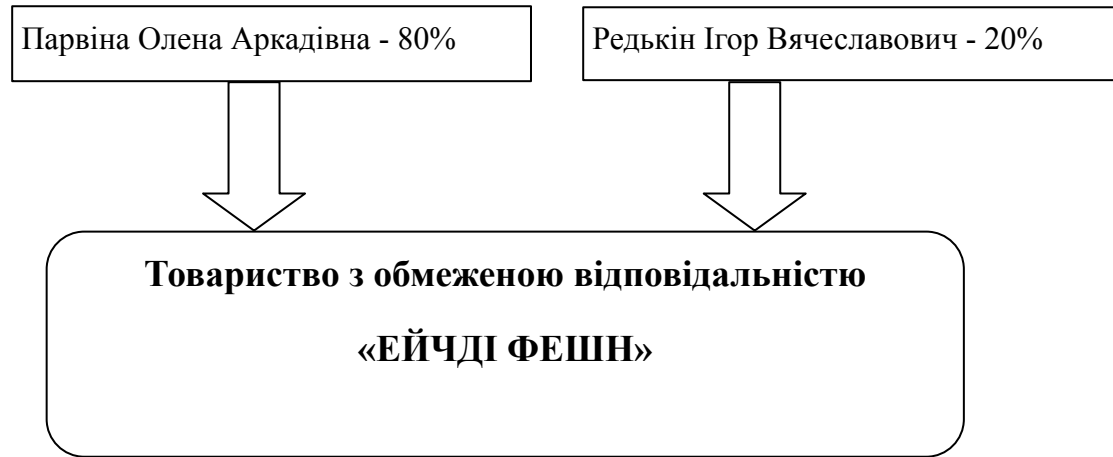 Парвіна Олена Аркадівна - 80%
Редькін Ігор Вячеславович - 20%
Товариство з обмеженою відповідальністю
«ЕЙЧДІ ФЕШН»